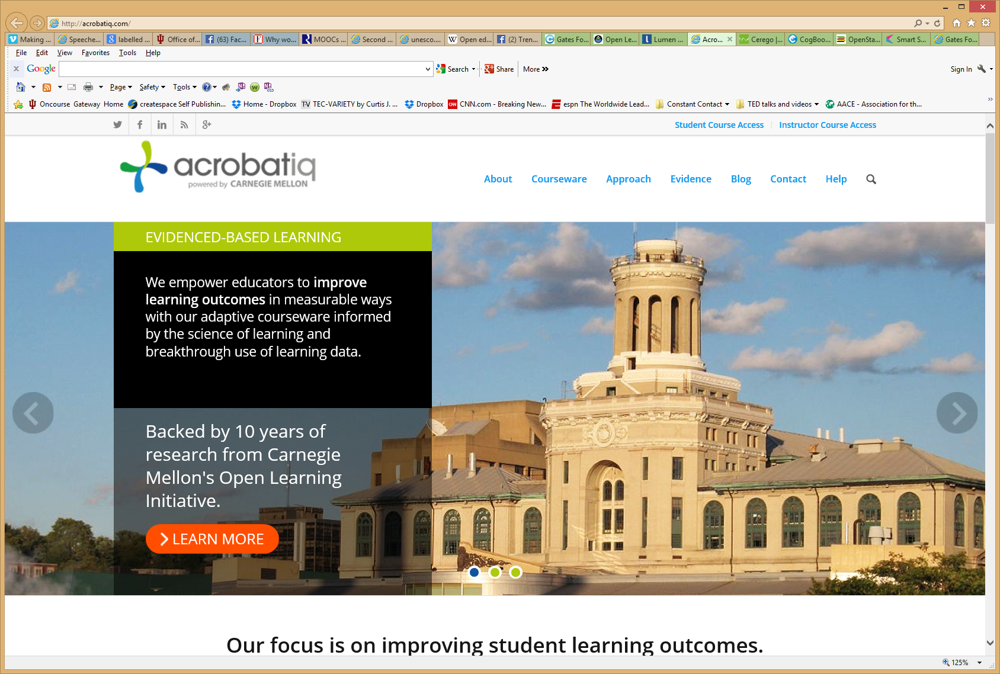 http://acrobatiq.com/
Making ... Speeche... labelled ... Office of... (63) Fac... Why wo... MOOCs ... Second ... unesco.... Open ed... (2) Tren... Gates Fo... Open Le... Lumen ... Acro... Cerego |... CogBoo... OpenSta... Smart S... Gates Fo...
File Edit View Favorites Tools Help
x Google Search Share More » Sign In
Page Safety Tools
Oncourse Gateway Home createspace Self Publishin... Home - Dropbox TEC-VARIETY by Curtis J. ... Dropbox CNN.com - Breaking New... espn The Worldwide Lead... Constant Contact TED talks and videos AACE - Association for th...
Student Course Access | Instructor Course Access
acrobatiq
powered by CARNEGIE MELLON
About Courseware Approach Evidence Blog Contact Help
EVIDENCED-BASED LEARNING
We empower educators to improve
learning outcomes in measurable ways
with our adaptive courseware informed
by the science of learning and
breakthrough use of learning data.
Backed by 10 years of
research from Carnegie
Mellon's Open Learning
Initiative.
LEARN MORE
Our focus is on improving student learning outcomes.
125%